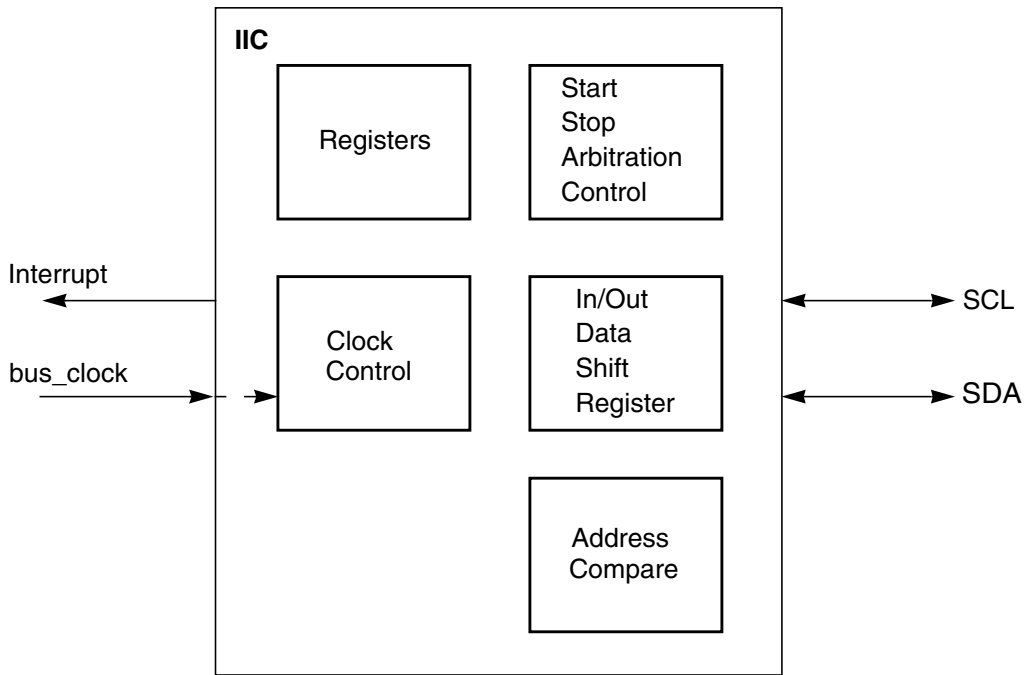 IIC
Registers
Start
Stop
Arbitration
Control
Interrupt
bus_clock
Clock
Control
In/Out
Data
Shift
Register
SCL
SDA
Address
Compare